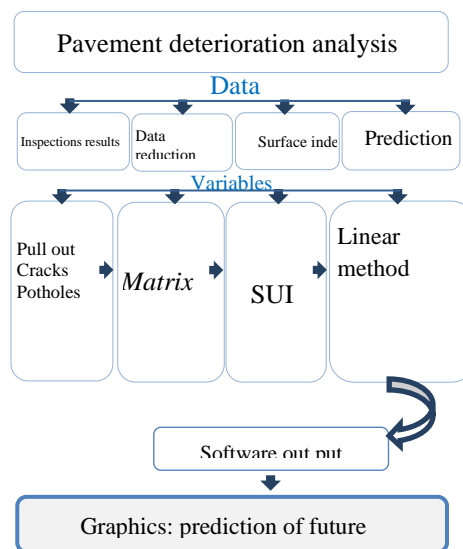 Pavement deterioration analysis
Data
Inspections results
Data
reduction
Surface inde
Prediction
Variables
Pull out
Cracks
Potholes
Matrix
SUI
Linear
method
Software out put
Graphics: prediction of future